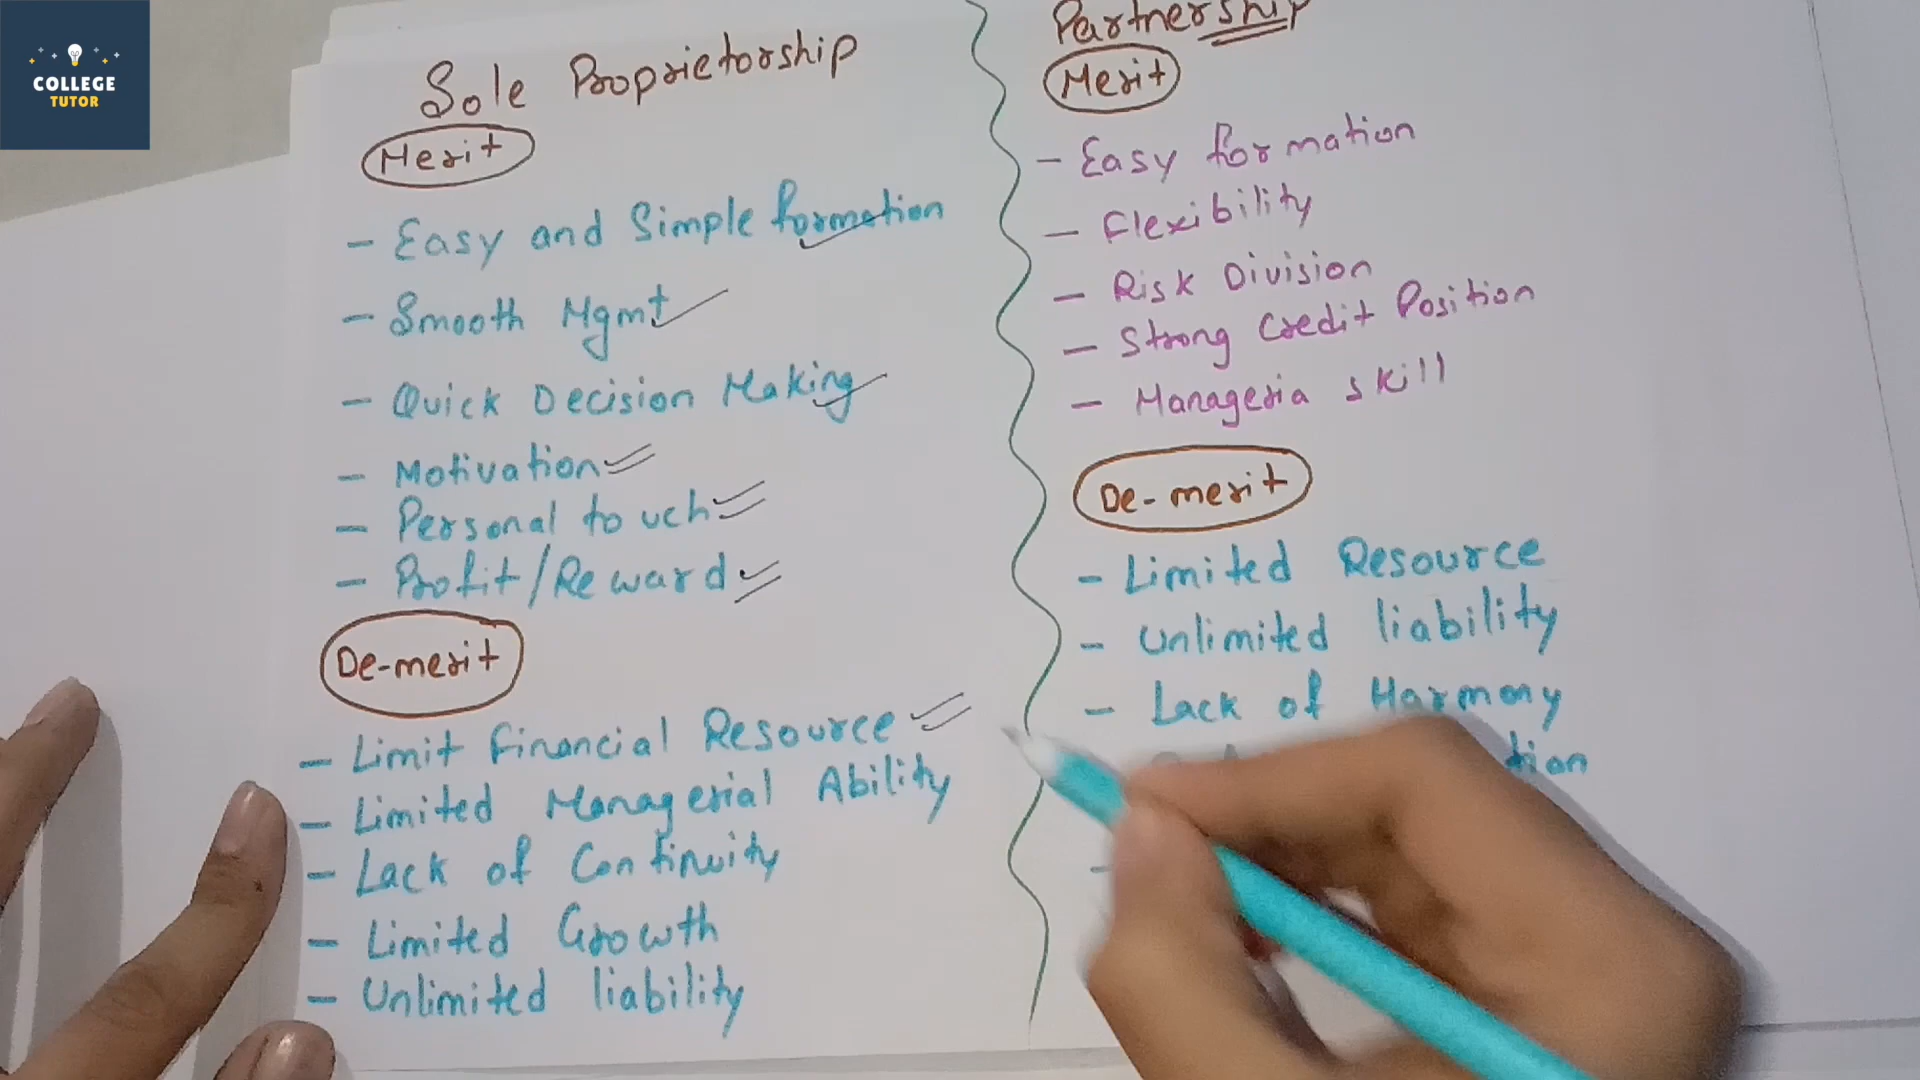 COLLEGE
TUTOR
Sole Proprietorship
Merit
- Easy and Simple formation
- Smooth Mgmt
- Quick Decision Making
- Motivation
- Personal touch
- Profit/Reward
De-merit
- Limit Financial Resource
- Limited Managerial Ability
- Lack of Continuity
- Limited Growth
- Unlimited liability
Partnership
Merit
- Easy formation
- Flexibility
- Risk Division
- Strong Credit Position
- Manageria skill
De-merit
- Limited Resource
- Unlimited liability
- Lack of Harmony